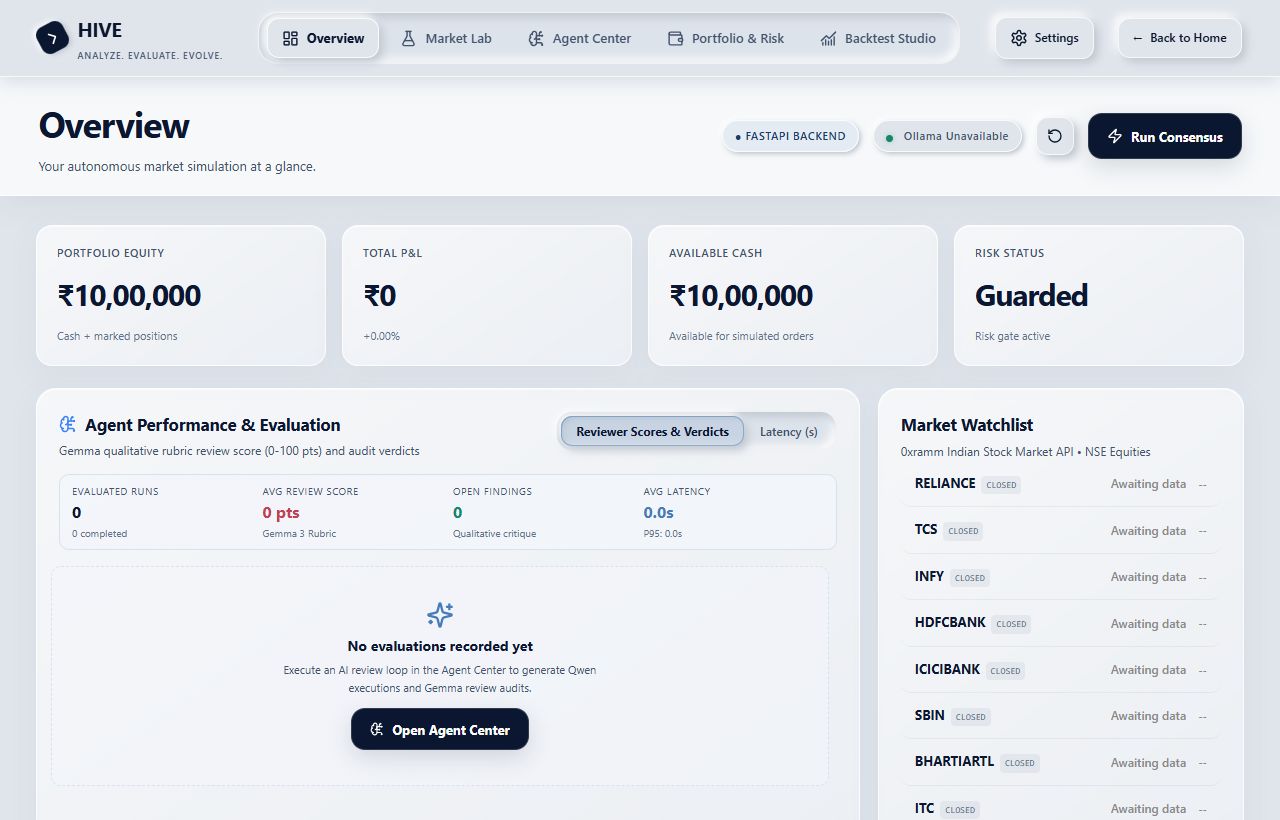 HIVE
ANALYZE. EVALUATE. EVOLVE.
Overview
Market Lab
Agent Center
Portfolio & Risk
Backtest Studio
Settings
← Back to Home
Overview
Your autonomous market simulation at a glance.
• FASTAPI BACKEND
Ollama Unavailable
Run Consensus
PORTFOLIO EQUITY
₹10,00,000
Cash + marked positions
TOTAL P&L
₹0
+0.00%
AVAILABLE CASH
₹10,00,000
Available for simulated orders
RISK STATUS
Guarded
Risk gate active
Agent Performance & Evaluation
Gemma qualitative rubric review score (0-100 pts) and audit verdicts
Reviewer Scores & Verdicts
Latency (s)
EVALUATED RUNS
0
0 completed
AVG REVIEW SCORE
0 pts
Gemma 3 Rubric
OPEN FINDINGS
0
Qualitative critique
AVG LATENCY
0.0s
P95: 0.0s
No evaluations recorded yet
Execute an AI review loop in the Agent Center to generate Qwen
executions and Gemma review audits.
Open Agent Center
Market Watchlist
0xramm Indian Stock Market API • NSE Equities
RELIANCE CLOSED Awaiting data --
TCS CLOSED Awaiting data --
INFY CLOSED Awaiting data --
HDFCBANK CLOSED Awaiting data --
ICICIBANK CLOSED Awaiting data --
SBIN CLOSED Awaiting data --
BHARTIARTL CLOSED Awaiting data --
ITC CLOSED Awaiting data --